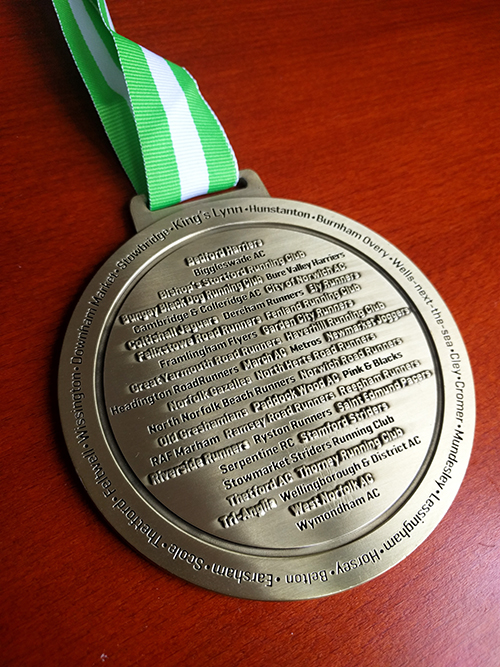 King's Lynn • Hunstanton • Burnham Overy • Wells-next-the-sea • Cley • Cromer • Mundesley • Lessingham • Horsey • Belton • Earsham • Scole • Thetford • Feltwell • Wissington • Downham Market • Stowbridge •
Bedford Harriers
Biggleswade AC
Bishop's Stortford Running Club
Bungay Black Dog Running Club Bure Valley Harriers
Cambridge & Coleridge AC City of Norwich AC
Coltishall Jaguars Dereham Runners Ely Runners
Felixstowe Road Runners Fenland Running Club
Framlingham Flyers Garden City Runners
Great Yarmouth Road Runners Haverhill Running Club
Headington RoadRunners March AC Metros Newmarket Joggers
Norfolk Gazelles North Herts Road Runners
North Norfolk Beach Runners Norwich Road Runners
Old Greshamians Paddock Wood AC Pink & Blacks
RAF Marham Ramsey Road Runners Reepham Runners
Riverside Runners Ryston Runners Saint Edmund Pacers
Serpentine RC Stamford Striders
Stowmarket Striders Running Club
Thetford AC Thorney Running Club
Tri-Anglia Wellingborough & District AC
West Norfolk AC
Wymondham AC